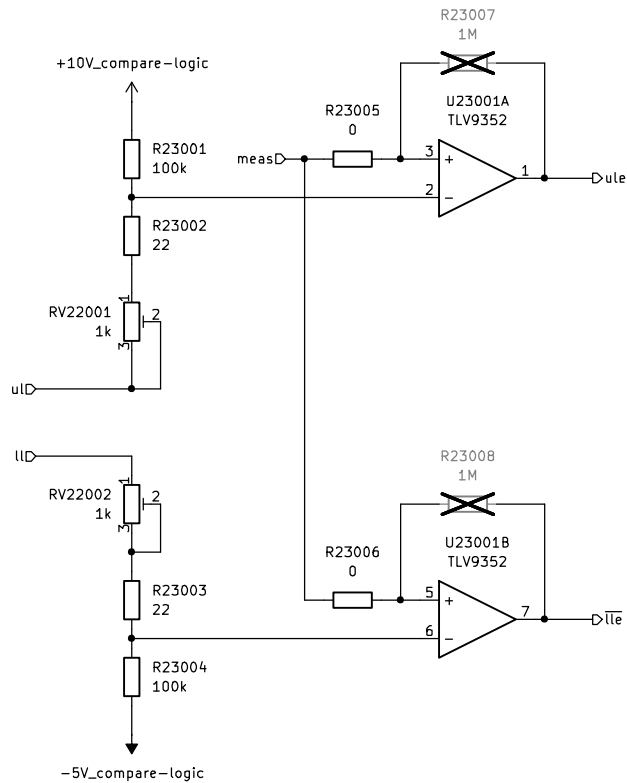 R23007
1M
+10V_compare-logic
U23001A
TLV9352
R23005
0
R23001
100k
meas
3
+
1
ule
2
−
R23002
22
1
RV22001
1k
2
3
ul
ll
R23008
1M
1
RV22002
1k
2
3
U23001B
TLV9352
R23006
0
R23003
22
5
+
7
lle
6
−
R23004
100k
-5V_compare-logic